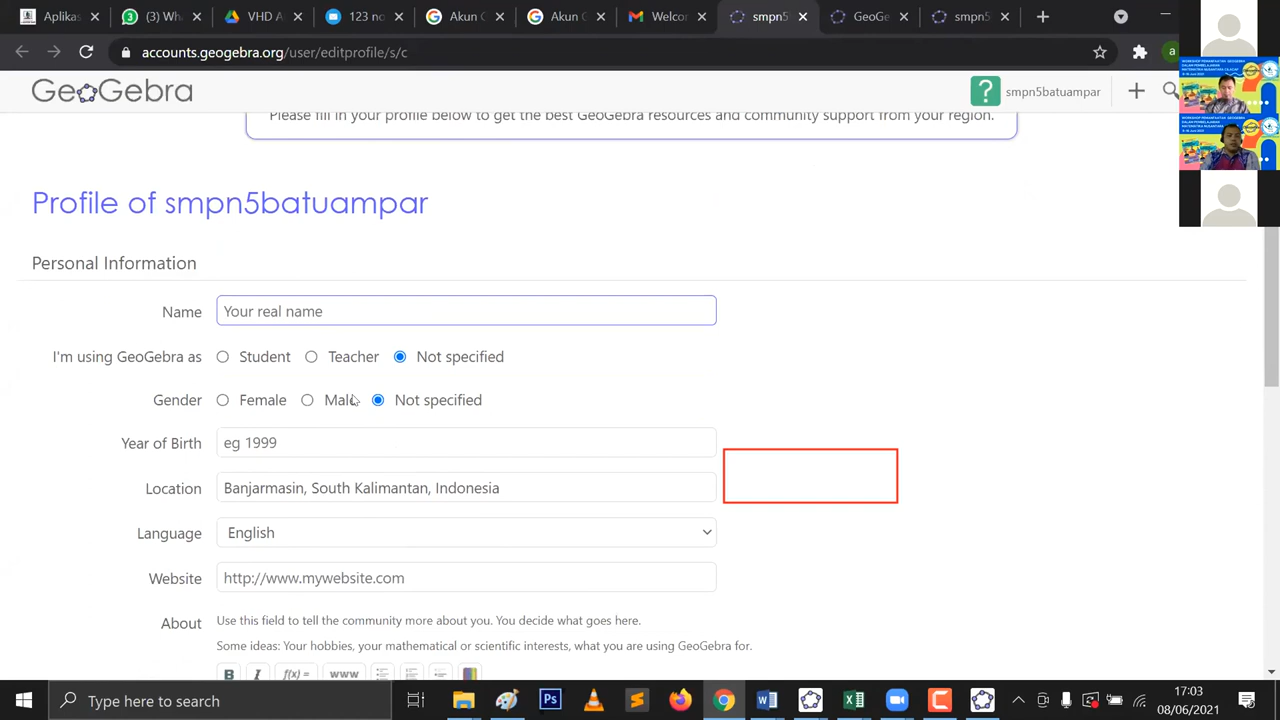 Aplikas
(3) Wha
VHD A
123 no
Akun G
Akun G
Welco
smpn5
GeoGe
smpn5
accounts.geogebra.org/user/editprofile/s/c
a
GeoGebra
?
smpn5batuampar
Please fill in your profile below to get the best GeoGebra resources and community support from your region.
Profile of smpn5batuampar
Personal Information
Name
Your real name
I'm using GeoGebra as
Student
Teacher
Not specified
Gender
Female
Male
Not specified
Year of Birth
eg 1999
Location
Banjarmasin, South Kalimantan, Indonesia
Language
English
Website
http://www.mywebsite.com
About
Use this field to tell the community more about you. You decide what goes here.
Some ideas: Your hobbies, your mathematical or scientific interests, what you are using GeoGebra for.
B
I
f(x) =
www
Type here to search
Ps
17:03
08/06/2021